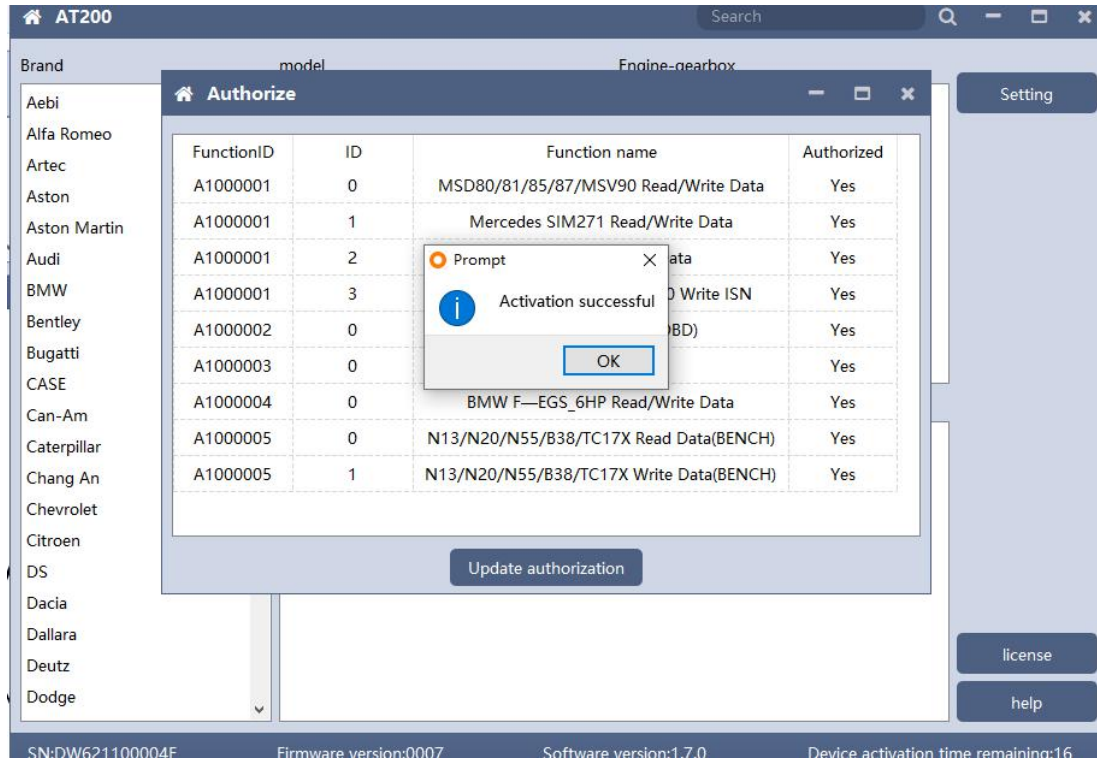 AT200
Search
Brand model Engine-gearbox
Aebi
Alfa Romeo
Artec
Aston
Aston Martin
Audi
BMW
Bentley
Bugatti
CASE
Can-Am
Caterpillar
Chang An
Chevrolet
Citroen
DS
Dacia
Dallara
Deutz
Dodge
Authorize
FunctionID ID Function name Authorized
A1000001 0 MSD80/81/85/87/MSV90 Read/Write Data Yes
A1000001 1 Mercedes SIM271 Read/Write Data Yes
A1000001 2 ata Yes
A1000001 3 0 Write ISN Yes
A1000002 0 BD) Yes
A1000003 0 Yes
A1000004 0 BMW F—EGS_6HP Read/Write Data Yes
A1000005 0 N13/N20/N55/B38/TC17X Read Data(BENCH) Yes
A1000005 1 N13/N20/N55/B38/TC17X Write Data(BENCH) Yes
Prompt
Activation successful
OK
Update authorization
Setting
license
help
SN:DW621100004F Firmware version:0007 Software version:1.7.0 Device activation time remaining:16